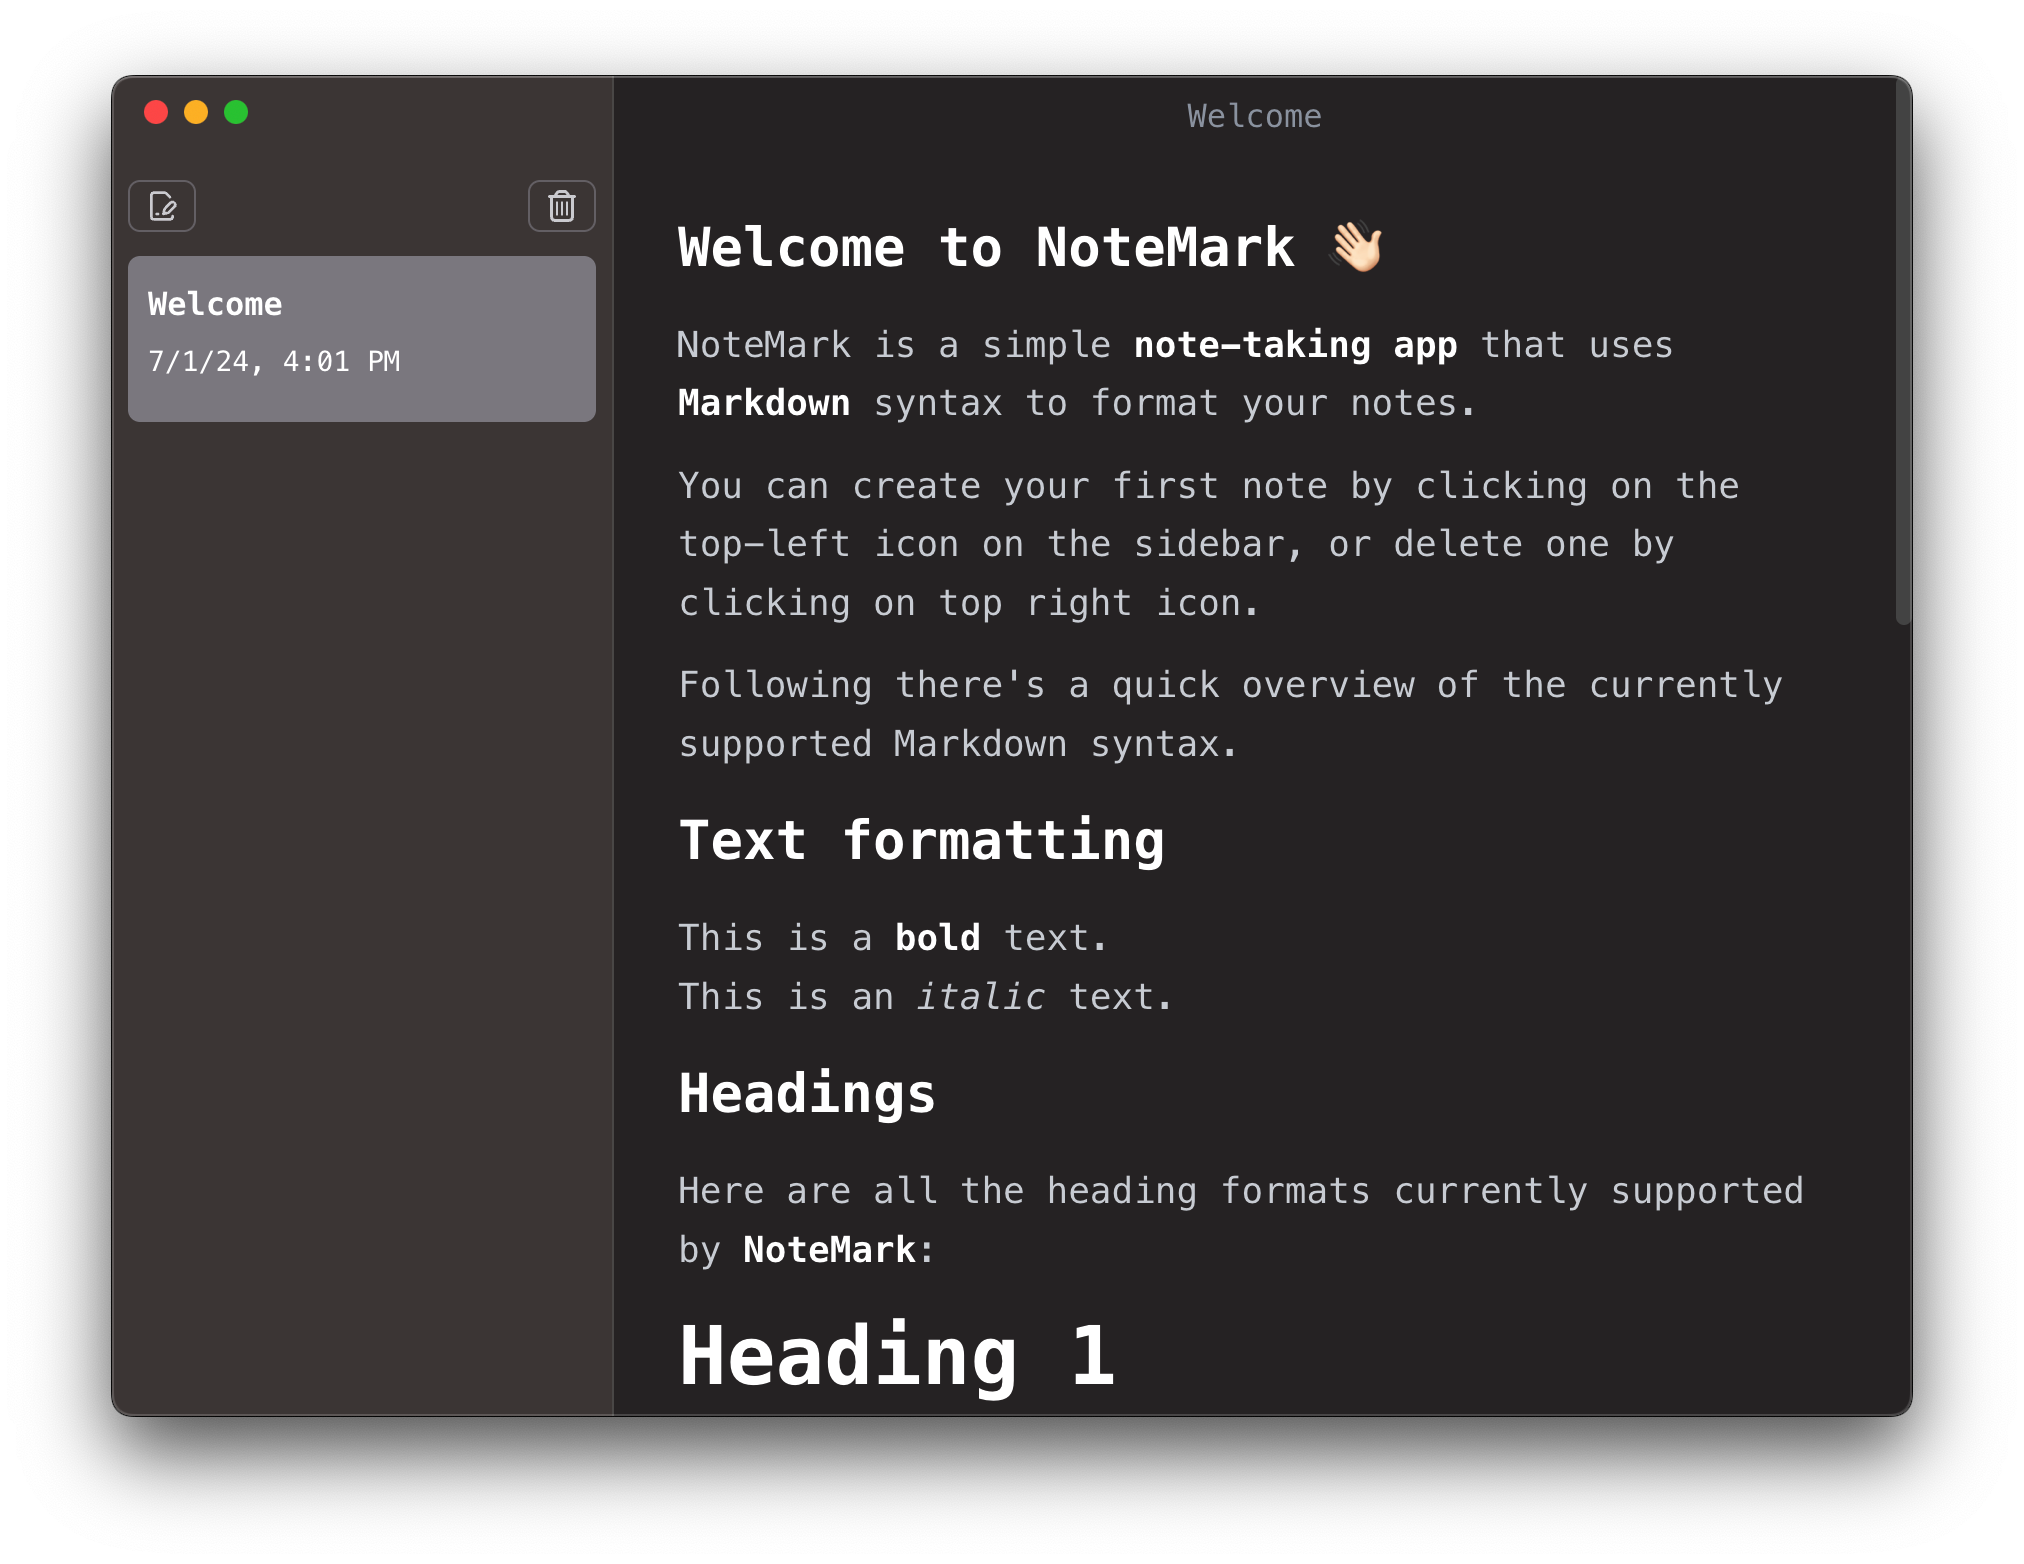 Welcome
Welcome
7/1/24, 4:01 PM
Welcome to NoteMark 👋🏻
NoteMark is a simple note-taking app that uses
Markdown syntax to format your notes.
You can create your first note by clicking on the
top-left icon on the sidebar, or delete one by
clicking on top right icon.
Following there's a quick overview of the currently
supported Markdown syntax.
Text formatting
This is a bold text.
This is an italic text.
Headings
Here are all the heading formats currently supported
by NoteMark:
Heading 1